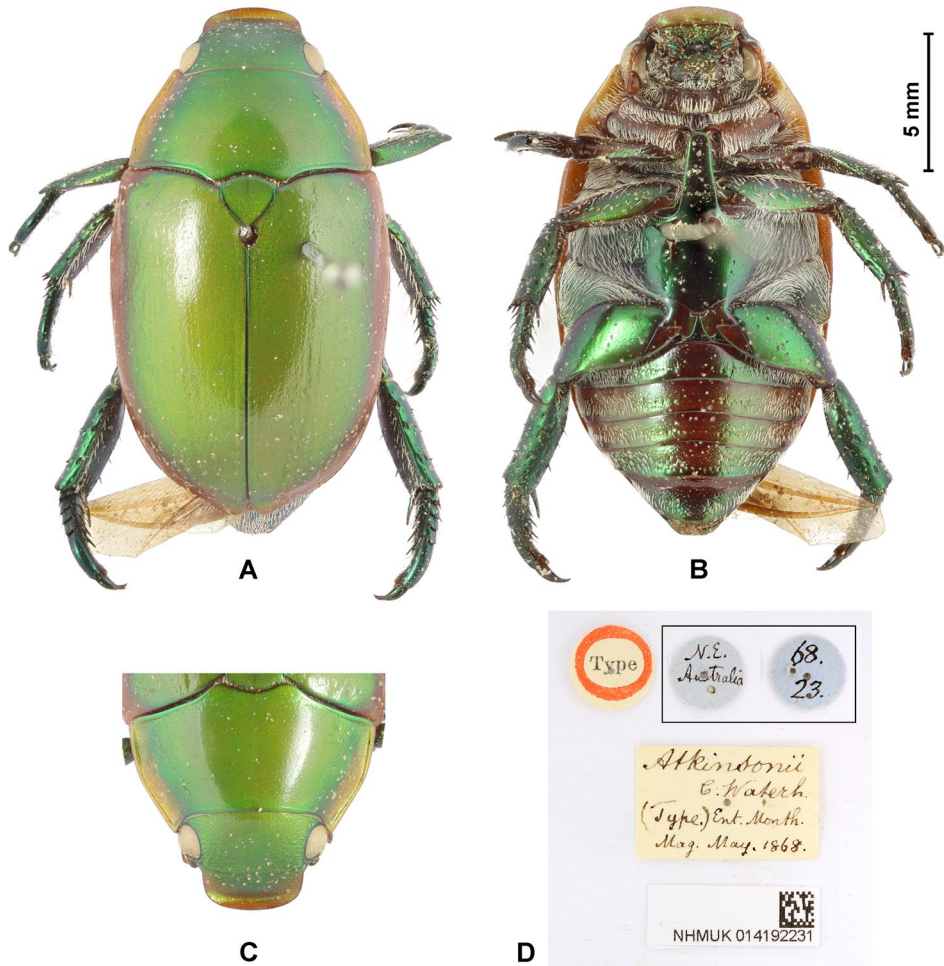 5 mm
A
B
C
D
Type
N.E.
Australia
68.
23.
Atkinsonii
C. Waterh.
(Type.) Ent. Month.
Mag. May. 1868.
NHMUK 014192231